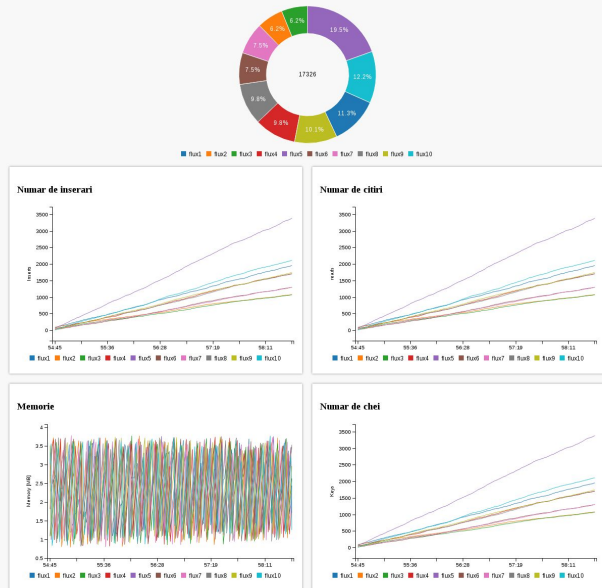 6.2%
6.2%
19.5%
7.5%
12.2%
7.5%
17326
9.8%
11.3%
9.8%
10.1%
flux1 flux2 flux3 flux4 flux5 flux6 flux7 flux8 flux9 flux10
Numar de inserari
3500
3000
2500
2000
1500
1000
500
0
Inserts
54:45 55:36 56:28 57:19 58:11
flux1 flux2 flux3 flux4 flux5 flux6 flux7 flux8 flux9 flux10
Numar de citiri
3500
3000
2500
2000
1500
1000
500
0
reads
54:45 55:36 56:28 57:19 58:11
flux1 flux2 flux3 flux4 flux5 flux6 flux7 flux8 flux9 flux10
Memorie
4
3.5
3
2.5
2
1.5
1
0.5
Memory [MB]
54:45 55:36 56:28 57:19 58:11
flux1 flux2 flux3 flux4 flux5 flux6 flux7 flux8 flux9 flux10
Numar de chei
3500
3000
2500
2000
1500
1000
500
0
Keys
54:45 55:36 56:28 57:19 58:11
flux1 flux2 flux3 flux4 flux5 flux6 flux7 flux8 flux9 flux10